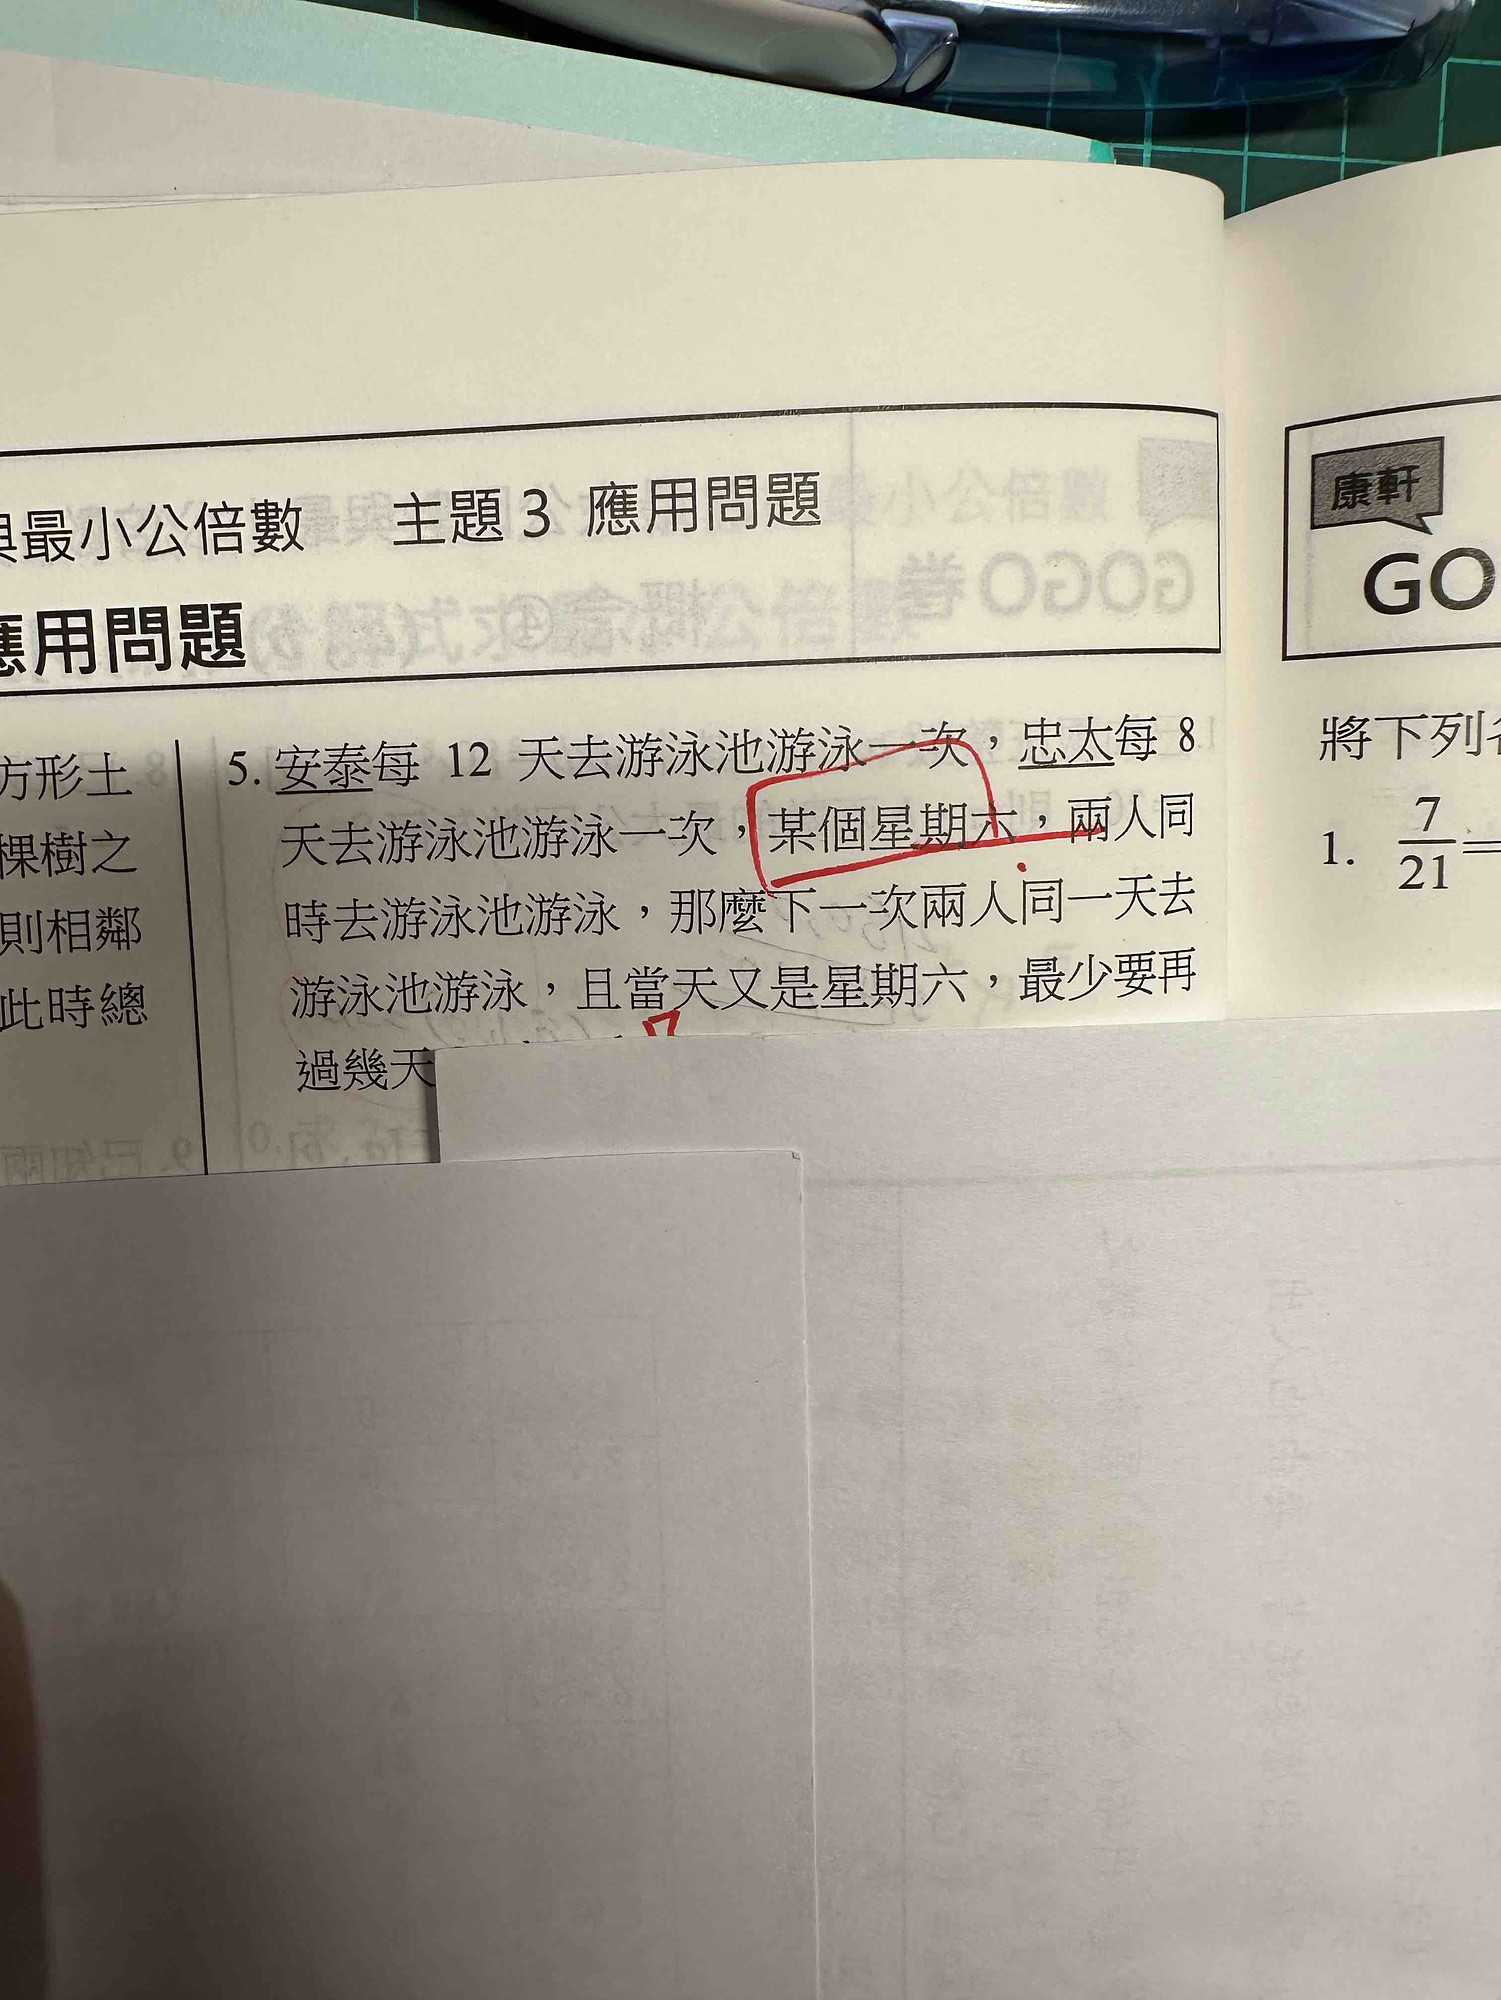 與最小公倍數 主題3 應用問題
應用問題
方形土
棵樹之
則相鄰
此時總
5. 安泰每 12 天去游泳池游泳一次，忠太每 8
天去游泳池游泳一次，某個星期六，兩人同
時去游泳池游泳，那麼下一次兩人同一天去
游泳池游泳，且當天又是星期六，最少要再
過幾天
康軒
GO
將下列
1. 7/21 =